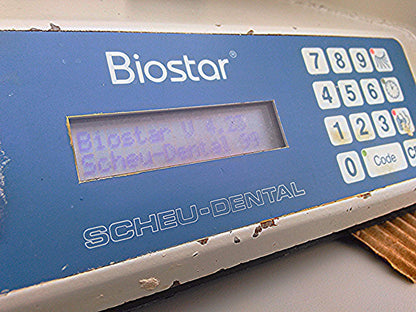 Biostar®
7 8 9
4 5 6
1 2 3
0 Code
Biostar V
Scheu-Dental
SCHEU-DENTAL